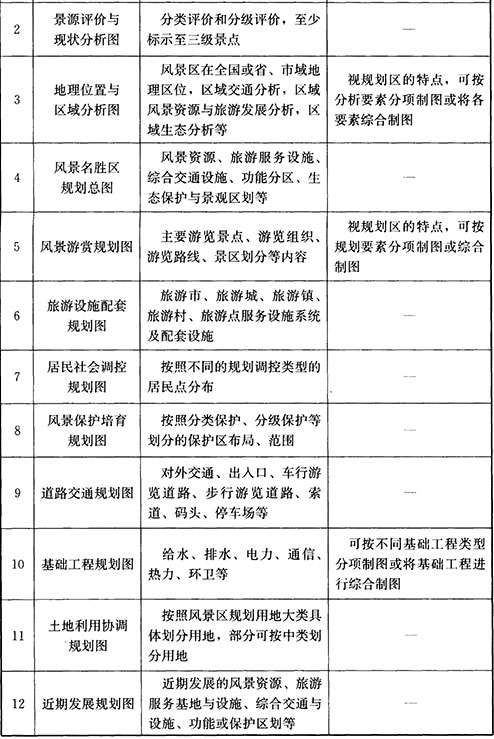 2
景源评价与
现状分析图
分类评价和分级评价，至少
标示至三级景点
—
3
地理位置与
区域分析图
风景区在全国或省、市域地
理区位，区域交通分析，区域
风景资源与旅游发展分析，区
域生态分析等
视规划区的特点，可按
分析要素分项制图或将各
要素综合制图
4
风景名胜区
规划总图
风景资源、旅游服务设施、
综合交通设施、功能分区、生
态保护与景观区划等
—
5
风景游赏规划图
主要游览景点、游览组织、
游览路线、景区划分等内容
视规划区的特点，可按
规划要素分项制图或综合
制图
6
旅游设施配套
规划图
旅游市、旅游城、旅游镇、
旅游村、旅游点服务设施系统
及配套设施
—
7
居民社会调控
规划图
按照不同的规划调控类型的
居民点分布
—
8
风景保护培育
规划图
按照分类保护、分级保护等
划分的保护区布局、范围
—
9
道路交通规划图
对外交通、出入口、车行游
览道路、步行游览道路、索
道、码头、停车场等
—
10
基础工程规划图
给水、排水、电力、通信、
热力、环卫等
可按不同基础工程类型
分项制图或将基础工程进
行综合制图
11
土地利用协调
规划图
按照风景区规划用地大类具
体划分用地，部分可按中类划
分用地
—
12
近期发展规划图
近期发展的风景资源、旅游
服务基地与设施、综合交通与
设施、功能或保护区划等
—